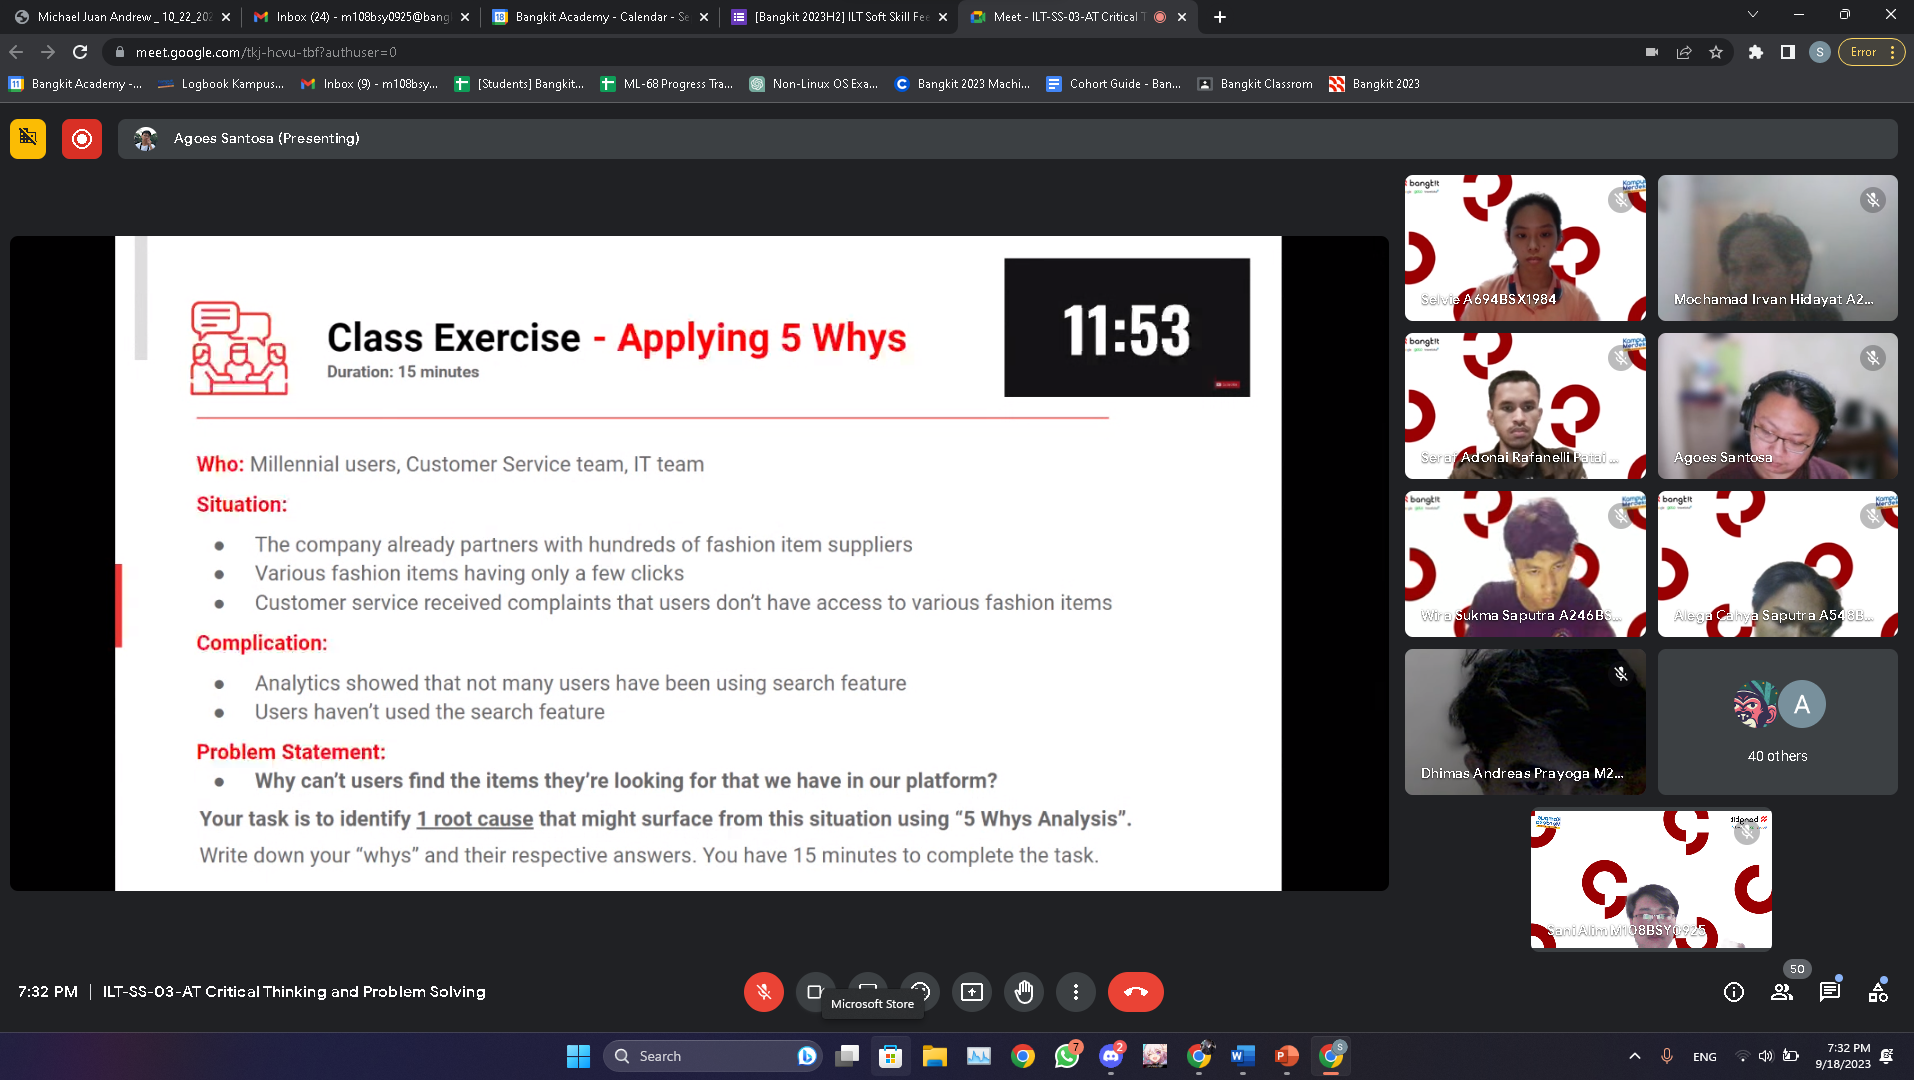 Michael Juan Andrew _ 10_22_202
Inbox (24) - m108bsy0925@bangl
Bangkit Academy - Calendar - Se
[Bangkit 2023H2] ILT Soft Skill Fee
Meet - ILT-SS-03-AT Critical T
meet.google.com/tkj-hcvu-tbf?authuser=0
S
Error
Bangkit Academy -...
Logbook Kampus...
Inbox (9) - m108bsy...
[Students] Bangkit...
ML-68 Progress Tra...
Non-Linux OS Exa...
Bangkit 2023 Machi...
Cohort Guide - Ban...
Bangkit Classrom
Bangkit 2023
Agoes Santosa (Presenting)
Class Exercise - Applying 5 Whys
Duration: 15 minutes
11:53
Who: Millennial users, Customer Service team, IT team
Situation:
● The company already partners with hundreds of fashion item suppliers
● Various fashion items having only a few clicks
● Customer service received complaints that users don't have access to various fashion items
Complication:
● Analytics showed that not many users have been using search feature
● Users haven't used the search feature
Problem Statement:
● Why can't users find the items they're looking for that we have in our platform?
Your task is to identify 1 root cause that might surface from this situation using "5 Whys Analysis".
Write down your "whys" and their respective answers. You have 15 minutes to complete the task.
Selvie A694BSX1984
Mochamad Irvan Hidayat A2...
Seraf Adonai Rafanelli Patai ...
Agoes Santosa
Wira Sukma Saputra A246BS...
Alega Cahya Saputra A548B...
Dhimas Andreas Prayoga M2...
A
40 others
Sani Alim M108BSY0925
7:32 PM | ILT-SS-03-AT Critical Thinking and Problem Solving
Microsoft Store
50
Search
7
2
S
ENG
7:32 PM
9/18/2023